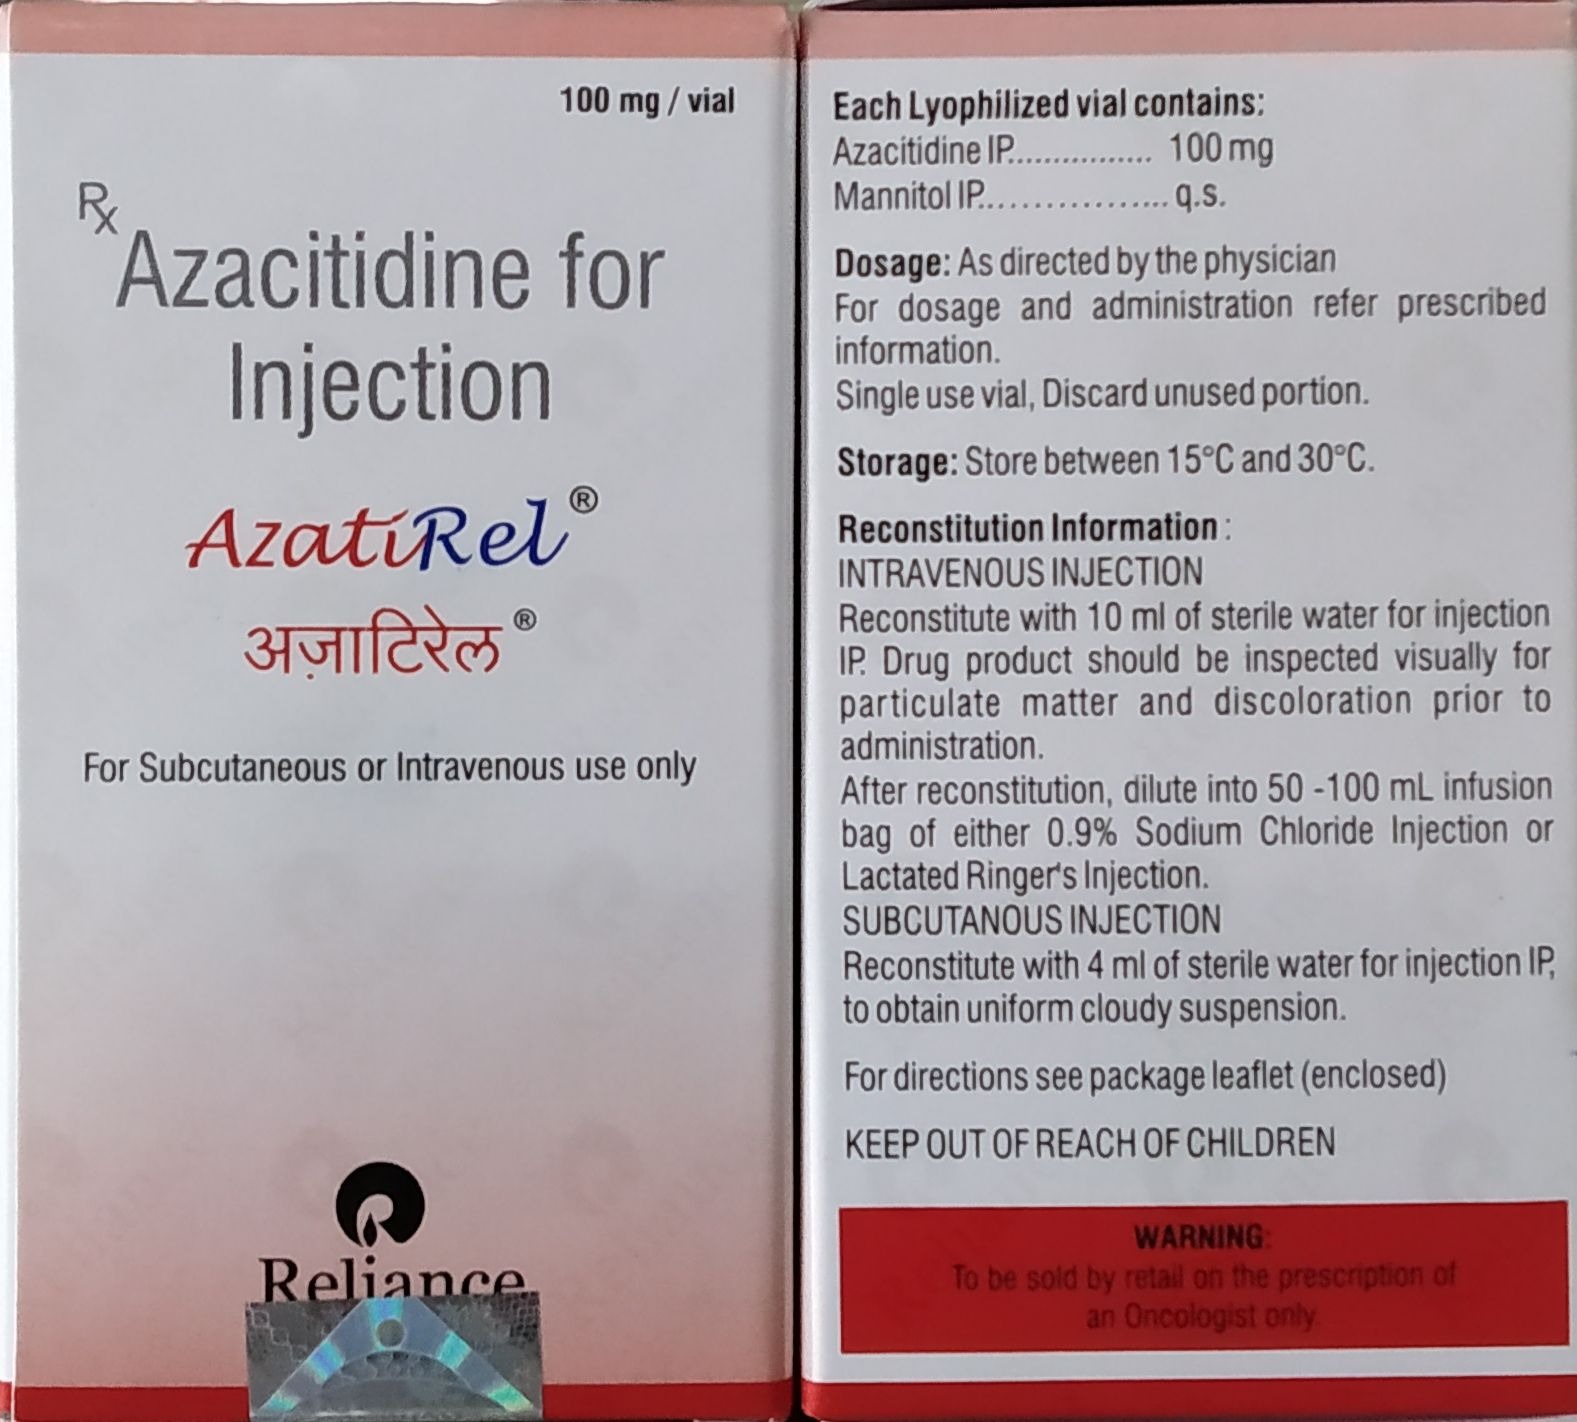 100 mg / vial
Rx
Azacitidine for
Injection
AzatiRel®
अज़ाटिरेल®
For Subcutaneous or Intravenous use only
Reliance
Each Lyophilized vial contains:
Azacitidine IP................ 100 mg
Mannitol IP.................. q.s.
Dosage: As directed by the physician
For dosage and administration refer prescribed
information.
Single use vial, Discard unused portion.
Storage: Store between 15°C and 30°C.
Reconstitution Information :
INTRAVENOUS INJECTION
Reconstitute with 10 ml of sterile water for injection
IP. Drug product should be inspected visually for
particulate matter and discoloration prior to
administration.
After reconstitution, dilute into 50 -100 mL infusion
bag of either 0.9% Sodium Chloride Injection or
Lactated Ringer's Injection.
SUBCUTANOUS INJECTION
Reconstitute with 4 ml of sterile water for injection IP,
to obtain uniform cloudy suspension.
For directions see package leaflet (enclosed)
KEEP OUT OF REACH OF CHILDREN
WARNING:
To be sold by retail on the prescription of
an Oncologist only.